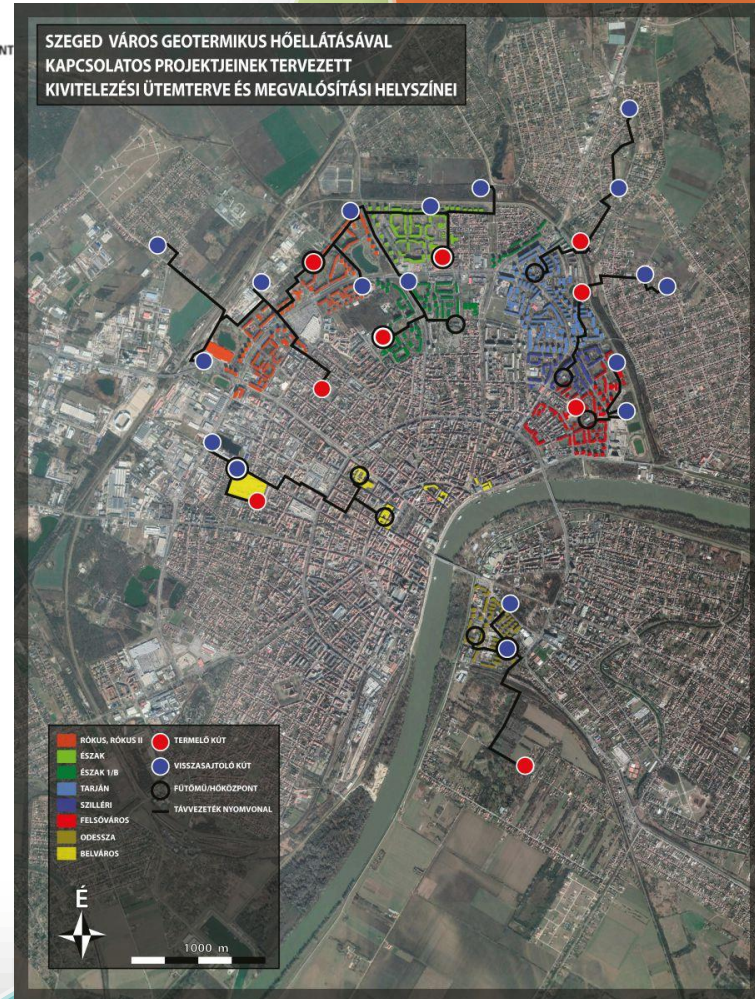 NT
SZEGED VÁROS GEOTERMIKUS HŐELLÁTÁSÁVAL
KAPCSOLATOS PROJEKTJEINEK TERVEZETT
KIVITELEZÉSI ÜTEMTERVE ÉS MEGVALÓSÍTÁSI HELYSZÍNEI
RÓKUS, RÓKUS II
ÉSZAK
ÉSZAK 1/B
TARJÁN
SZILLÉRI
FELSŐVÁROS
ODESSZA
BELVÁROS
TERMELŐ KÚT
VISSZASAJTOLÓ KÚT
FŰTŐMŰ/HŐKÖZPONT
TÁVVEZETÉK NYOMVONAL
É
1000 m